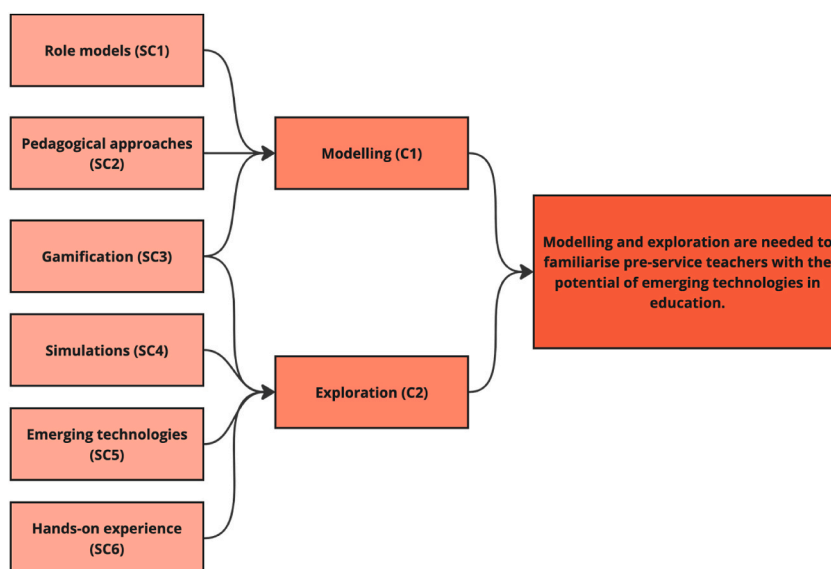 Role models (SC1)
Pedagogical approaches
(SC2)
Gamification (SC3)
Simulations (SC4)
Emerging technologies
(SC5)
Hands-on experience
(SC6)
Modelling (C1)
Exploration (C2)
Modelling and exploration are needed to
familiarise pre-service teachers with the
potential of emerging technologies in
education.